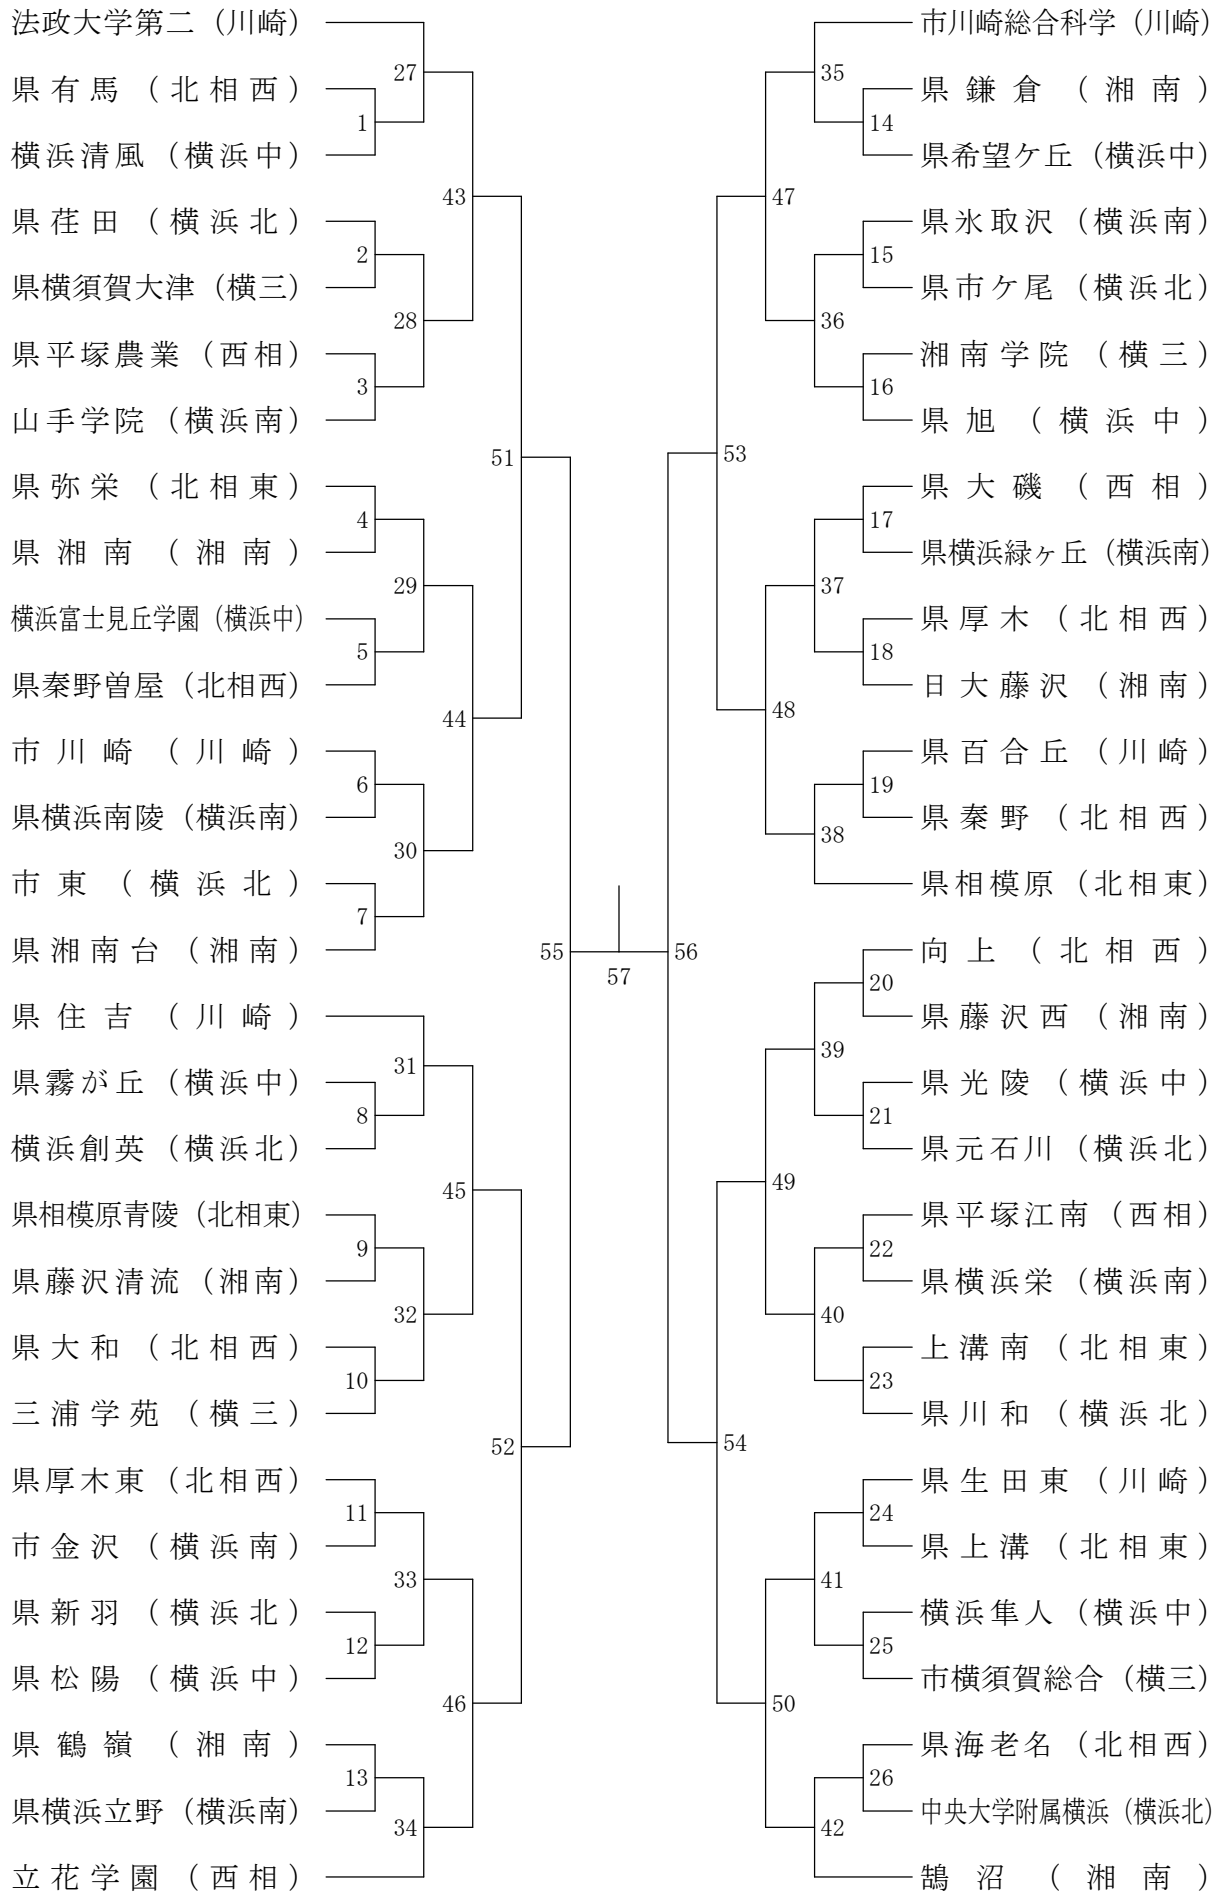 法政大学第二（川崎）
県有馬（北相西）
横浜清風（横浜中）
県荏田（横浜北）
県横須賀大津（横三）
県平塚農業（西相）
山手学院（横浜南）
県弥栄（北相東）
県湘南（湘南）
横浜富士見丘学園（横浜中）
県秦野曽屋（北相西）
市川崎（川崎）
県横浜南陵（横浜南）
市東（横浜北）
県湘南台（湘南）
県住吉（川崎）
県霧が丘（横浜中）
横浜創英（横浜北）
県相模原青陵（北相東）
県藤沢清流（湘南）
県大和（北相西）
三浦学苑（横三）
県厚木東（北相西）
市金沢（横浜南）
県新羽（横浜北）
県松陽（横浜中）
県鶴嶺（湘南）
県横浜立野（横浜南）
立花学園（西相）
1
2
3
4
5
6
7
8
9
10
11
12
13
27
28
29
30
31
32
33
34
43
44
45
46
51
52
55
57
56
53
54
47
48
49
50
35
36
37
38
39
40
41
42
14
15
16
17
18
19
20
21
22
23
24
25
26
市川崎総合科学（川崎）
県鎌倉（湘南）
県希望ケ丘（横浜中）
県氷取沢（横浜南）
県市ケ尾（横浜北）
湘南学院（横三）
県旭（横浜中）
県大磯（西相）
県横浜緑ヶ丘（横浜南）
県厚木（北相西）
日大藤沢（湘南）
県百合丘（川崎）
県秦野（北相西）
県相模原（北相東）
向上（北相西）
県藤沢西（湘南）
県光陵（横浜中）
県元石川（横浜北）
県平塚江南（西相）
県横浜栄（横浜南）
上溝南（北相東）
県川和（横浜北）
県生田東（川崎）
県上溝（北相東）
横浜隼人（横浜中）
市横須賀総合（横三）
県海老名（北相西）
中央大学附属横浜（横浜北）
鵠沼（湘南）